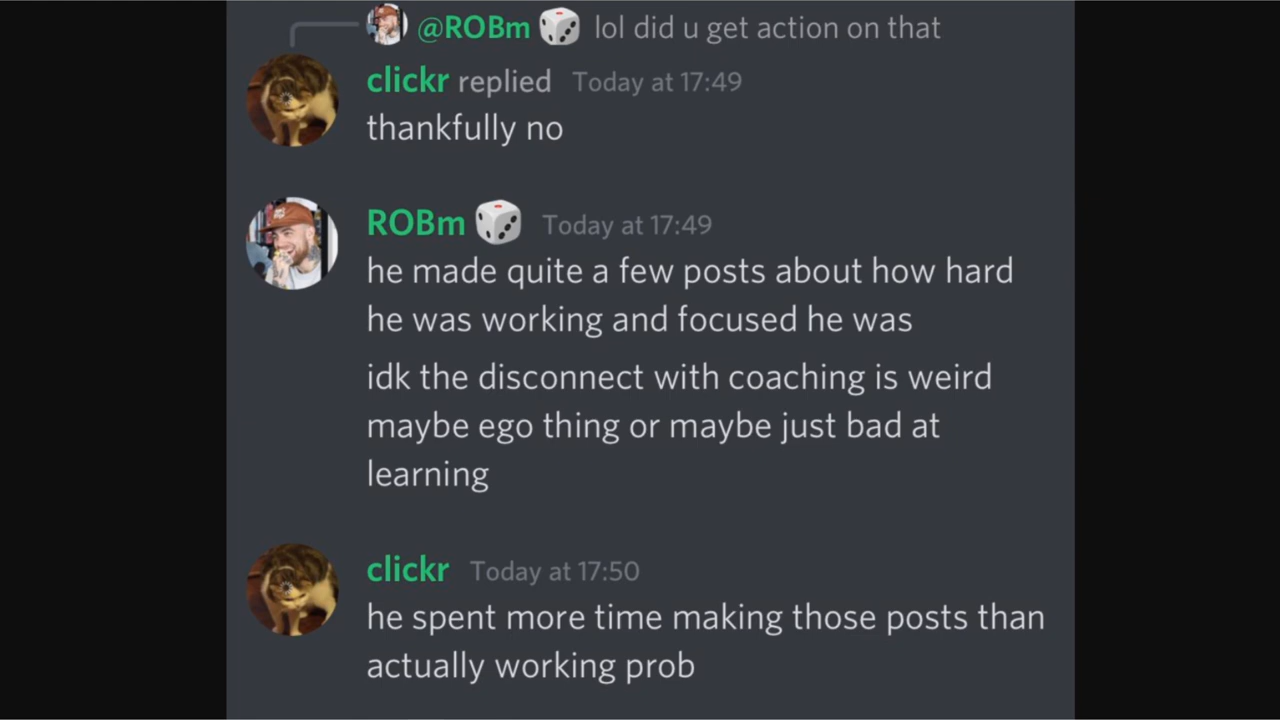 @ROBm lol did u get action on that
clickr replied Today at 17:49
thankfully no
ROBm Today at 17:49
he made quite a few posts about how hard
he was working and focused he was
idk the disconnect with coaching is weird
maybe ego thing or maybe just bad at
learning
clickr Today at 17:50
he spent more time making those posts than
actually working prob